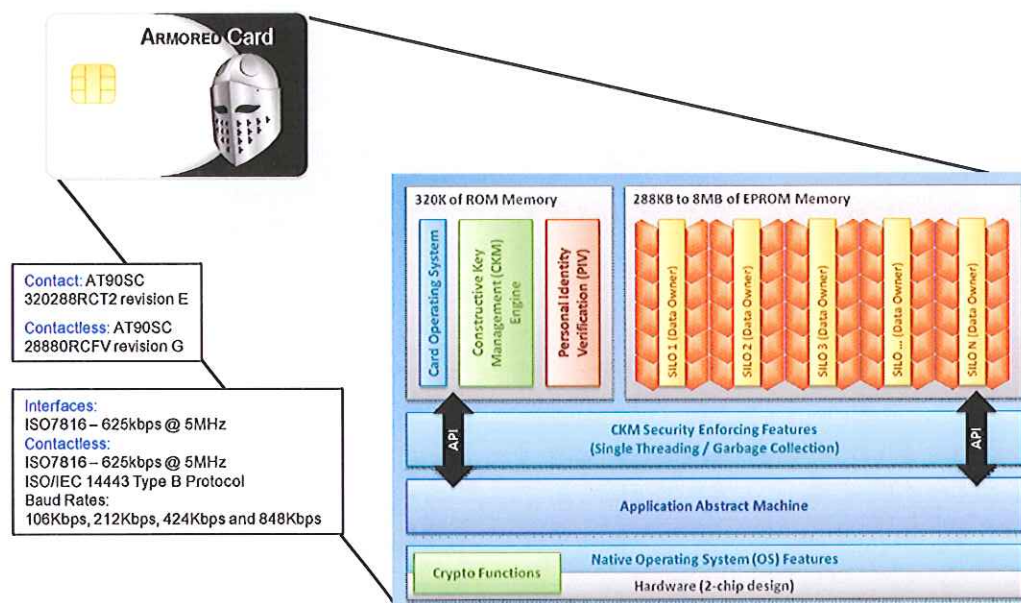 ARMORED Card
Contact: AT90SC
320288RCT2 revision E
Contactless: AT90SC
28880RCFV revision G
Interfaces:
ISO7816 – 625kbps @ 5MHz
Contactless:
ISO7816 – 625kbps @ 5MHz
ISO/IEC 14443 Type B Protocol
Baud Rates:
106Kbps, 212Kbps, 424Kbps and 848Kbps
320K of ROM Memory
Card Operating System
Constructive Key
Management (CKM)
Engine
Personal Identity
Verification (PIV)
288KB to 8MB of EPROM Memory
SILO 1 (Data Owner)
SILO 2 (Data Owner)
SILO 3 (Data Owner)
SILO ... (Data Owner)
SILO N (Data Owner)
API
API
CKM Security Enforcing Features
(Single Threading / Garbage Collection)
Application Abstract Machine
Native Operating System (OS) Features
Crypto Functions
Hardware (2-chip design)